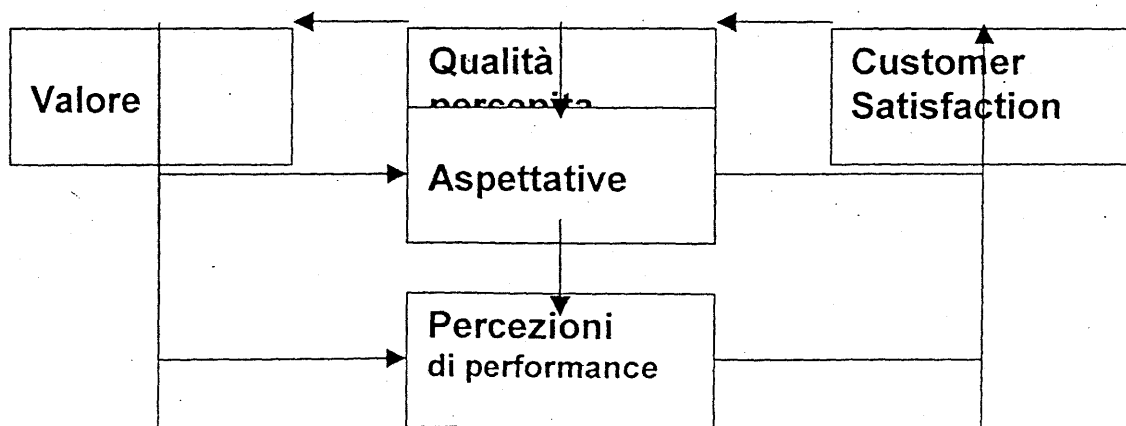 Valore
Qualità
Customer
Satisfaction
Aspettative
Percezioni
di performance